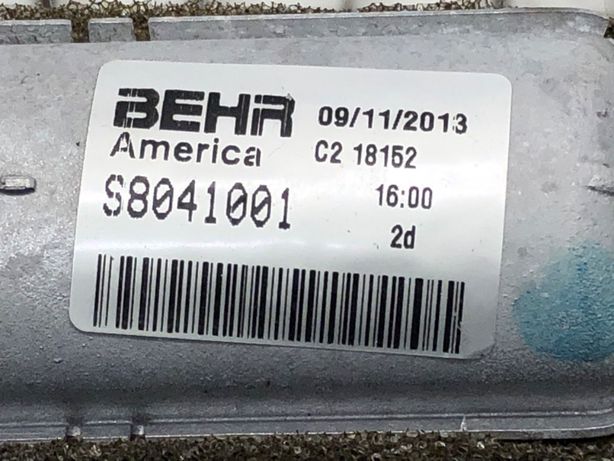 BEHR 09/11/2013
America C2 18152
S8041001 16:00
2d